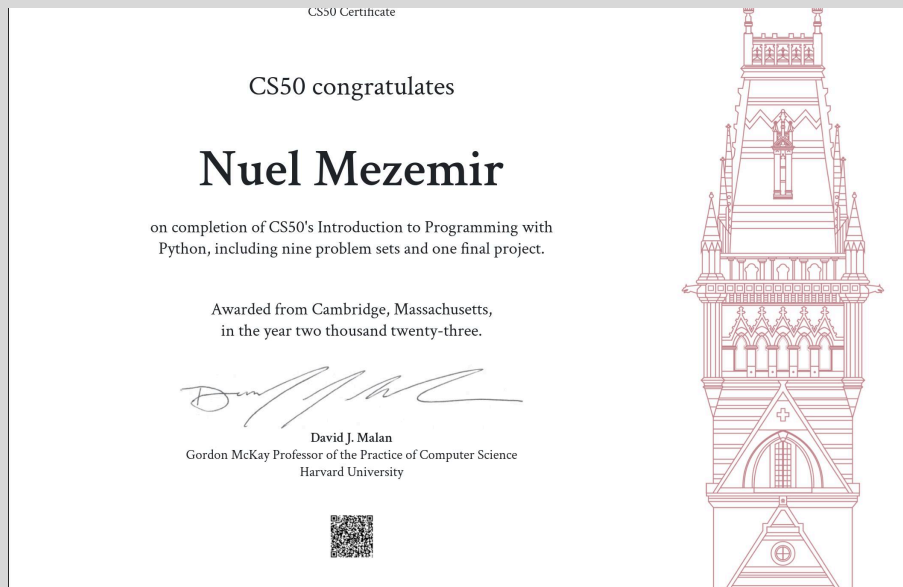 CS50 Certificate
CS50 congratulates
Nuel Mezemir
on completion of CS50's Introduction to Programming with
Python, including nine problem sets and one final project.
Awarded from Cambridge, Massachusetts,
in the year two thousand twenty-three.
David J. Malan
Gordon McKay Professor of the Practice of Computer Science
Harvard University